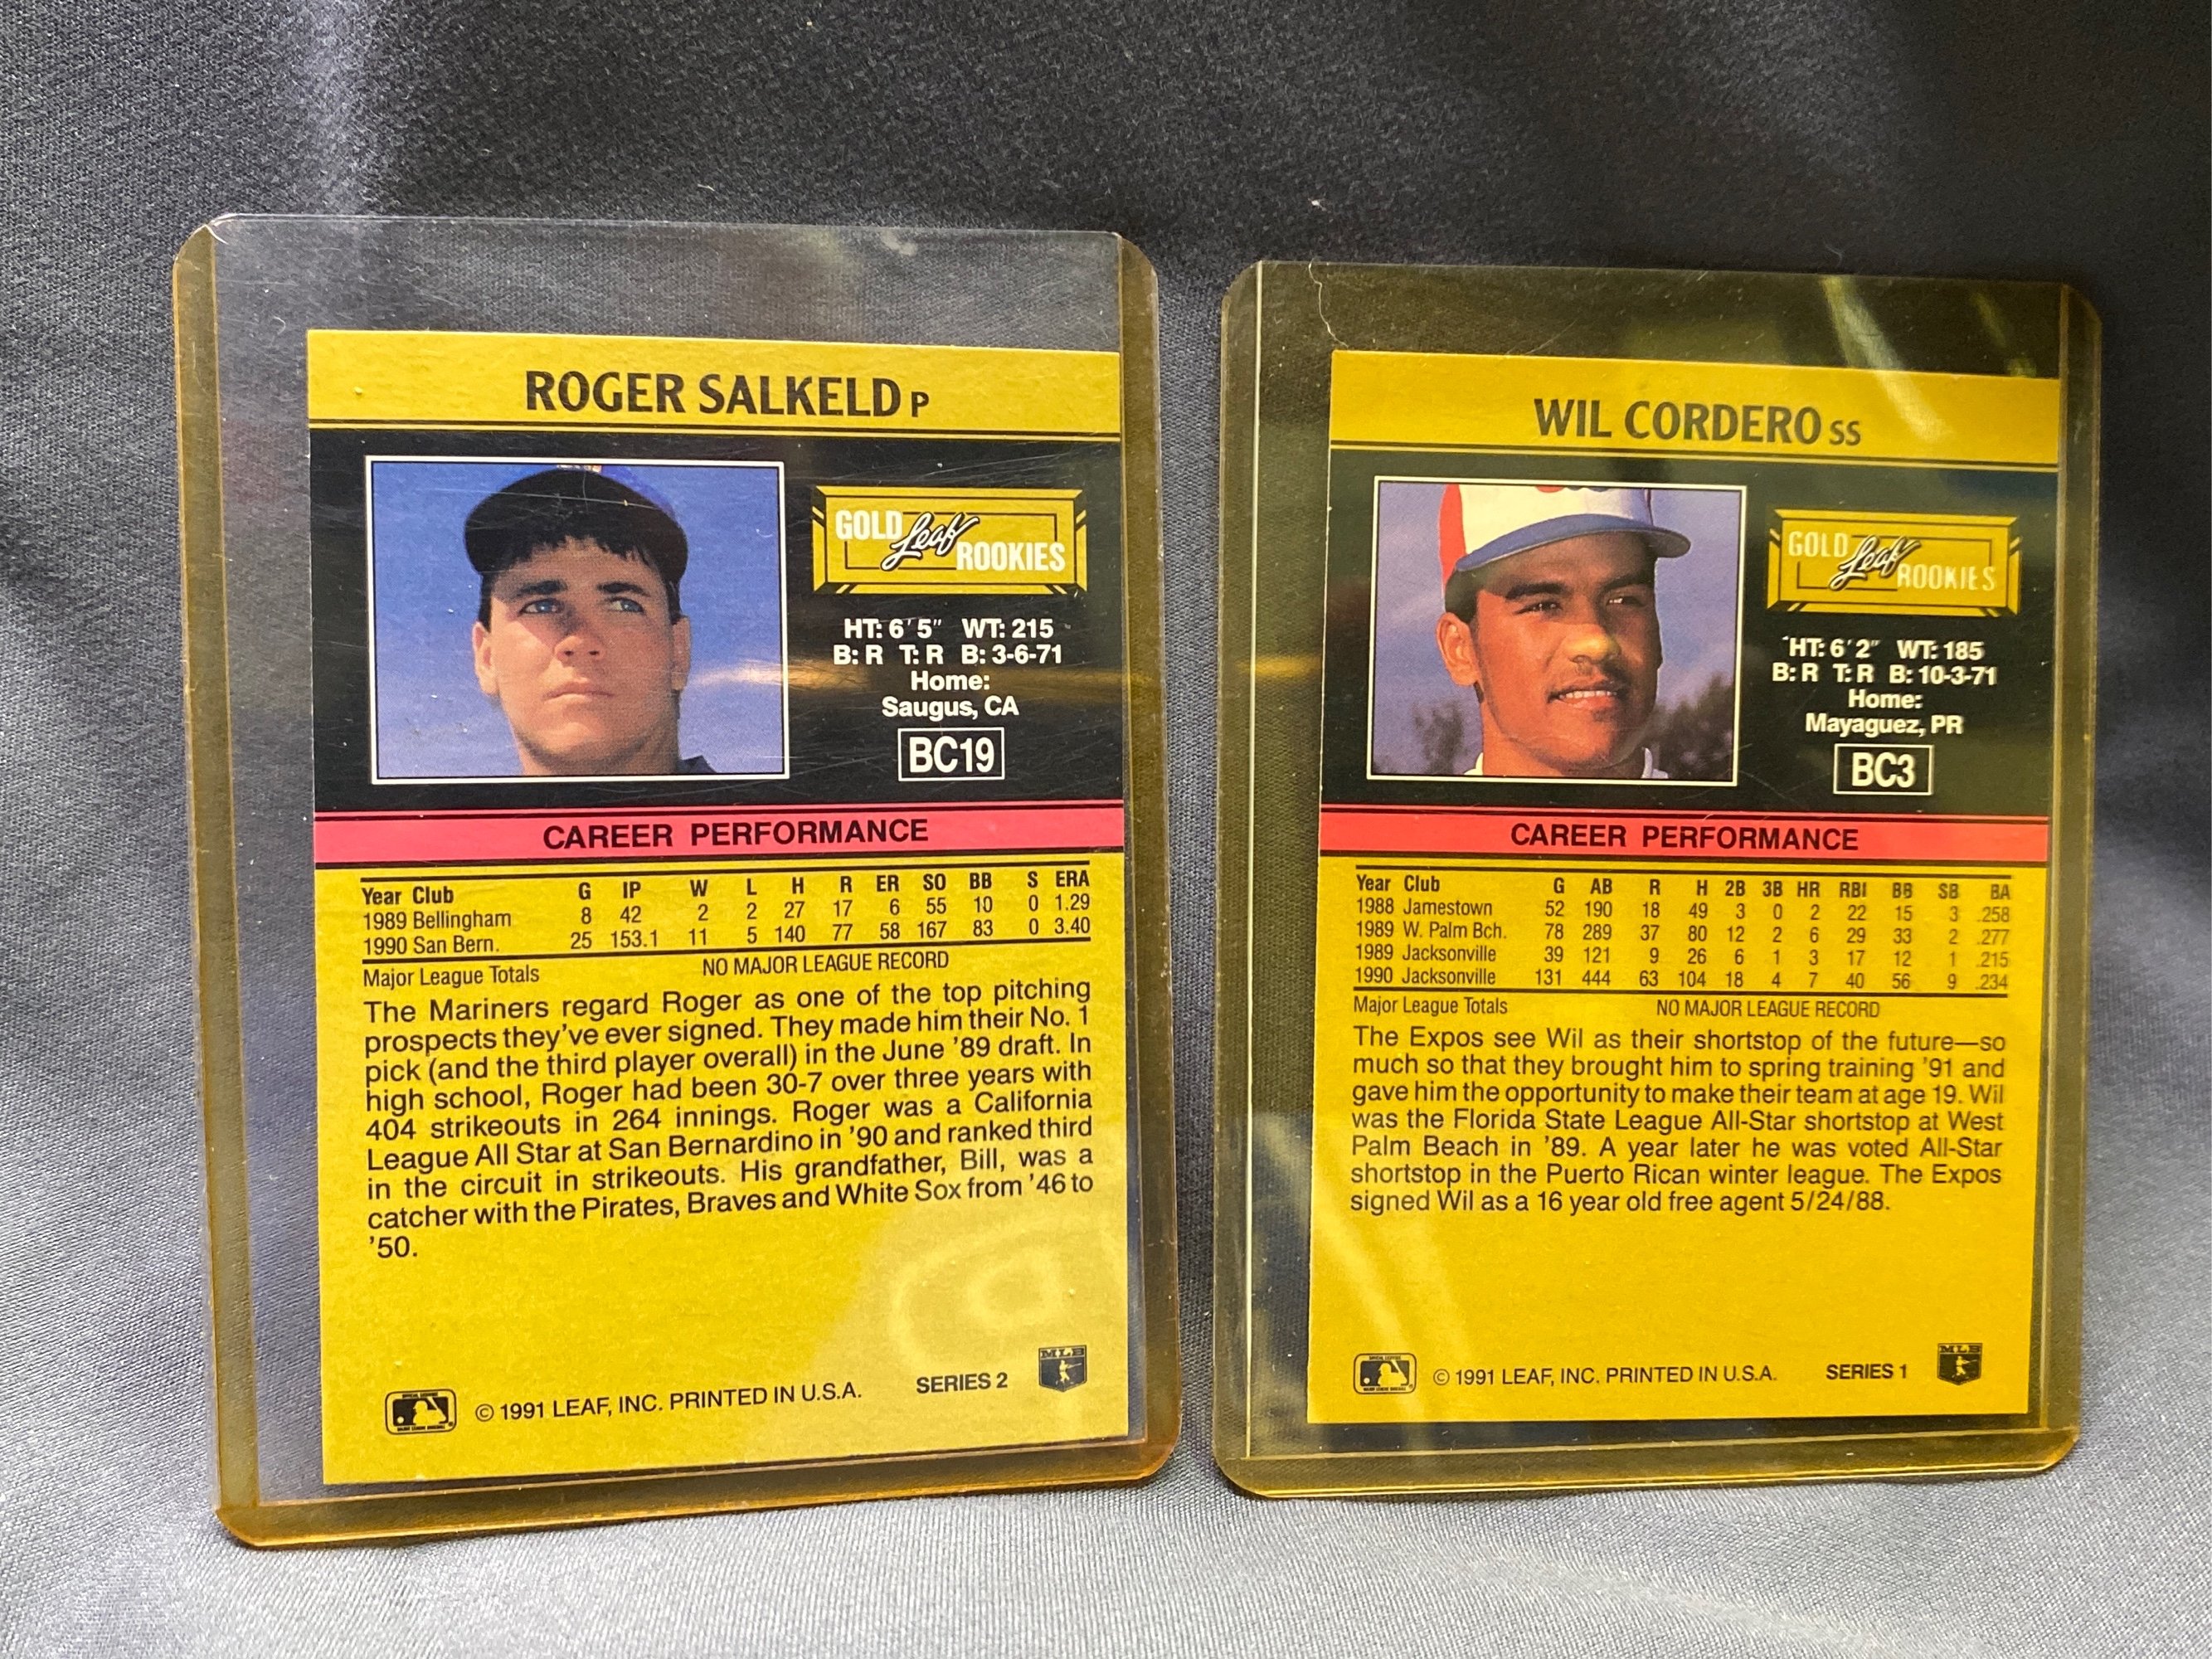 ROGER SALKELD P
GOLD Leaf ROOKIES
HT: 6' 5" WT: 215
B: R T: R B: 3-6-71
Home:
Saugus, CA
BC19
CAREER PERFORMANCE
Year Club G IP W L H R ER SO BB S ERA
1989 Bellingham 8 42 2 2 27 17 6 55 10 0 1.29
1990 San Bern. 25 153.1 11 5 140 77 58 167 83 0 3.40
Major League Totals NO MAJOR LEAGUE RECORD
The Mariners regard Roger as one of the top pitching
prospects they've ever signed. They made him their No. 1
pick (and the third player overall) in the June '89 draft. In
high school, Roger had been 30-7 over three years with
404 strikeouts in 264 innings. Roger was a California
League All Star at San Bernardino in '90 and ranked third
in the circuit in strikeouts. His grandfather, Bill, was a
catcher with the Pirates, Braves and White Sox from '46 to
'50.
© 1991 LEAF, INC. PRINTED IN U.S.A. SERIES 2 MLB
WIL CORDERO SS
GOLD Leaf ROOKIES
HT: 6' 2" WT: 185
B: R T: R B: 10-3-71
Home:
Mayaguez, PR
BC3
CAREER PERFORMANCE
Year Club G AB R H 2B 3B HR RBI BB SB BA
1988 Jamestown 52 190 18 49 3 0 2 22 15 3 .258
1989 W. Palm Bch. 78 289 37 80 12 2 6 29 33 2 .277
1989 Jacksonville 39 121 9 26 6 1 3 17 12 1 .215
1990 Jacksonville 131 444 63 104 18 4 7 40 56 9 .234
Major League Totals NO MAJOR LEAGUE RECORD
The Expos see Wil as their shortstop of the future—so
much so that they brought him to spring training '91 and
gave him the opportunity to make their team at age 19. Wil
was the Florida State League All-Star shortstop at West
Palm Beach in '89. A year later he was voted All-Star
shortstop in the Puerto Rican winter league. The Expos
signed Wil as a 16 year old free agent 5/24/88.
© 1991 LEAF, INC. PRINTED IN U.S.A. SERIES 1 MLB